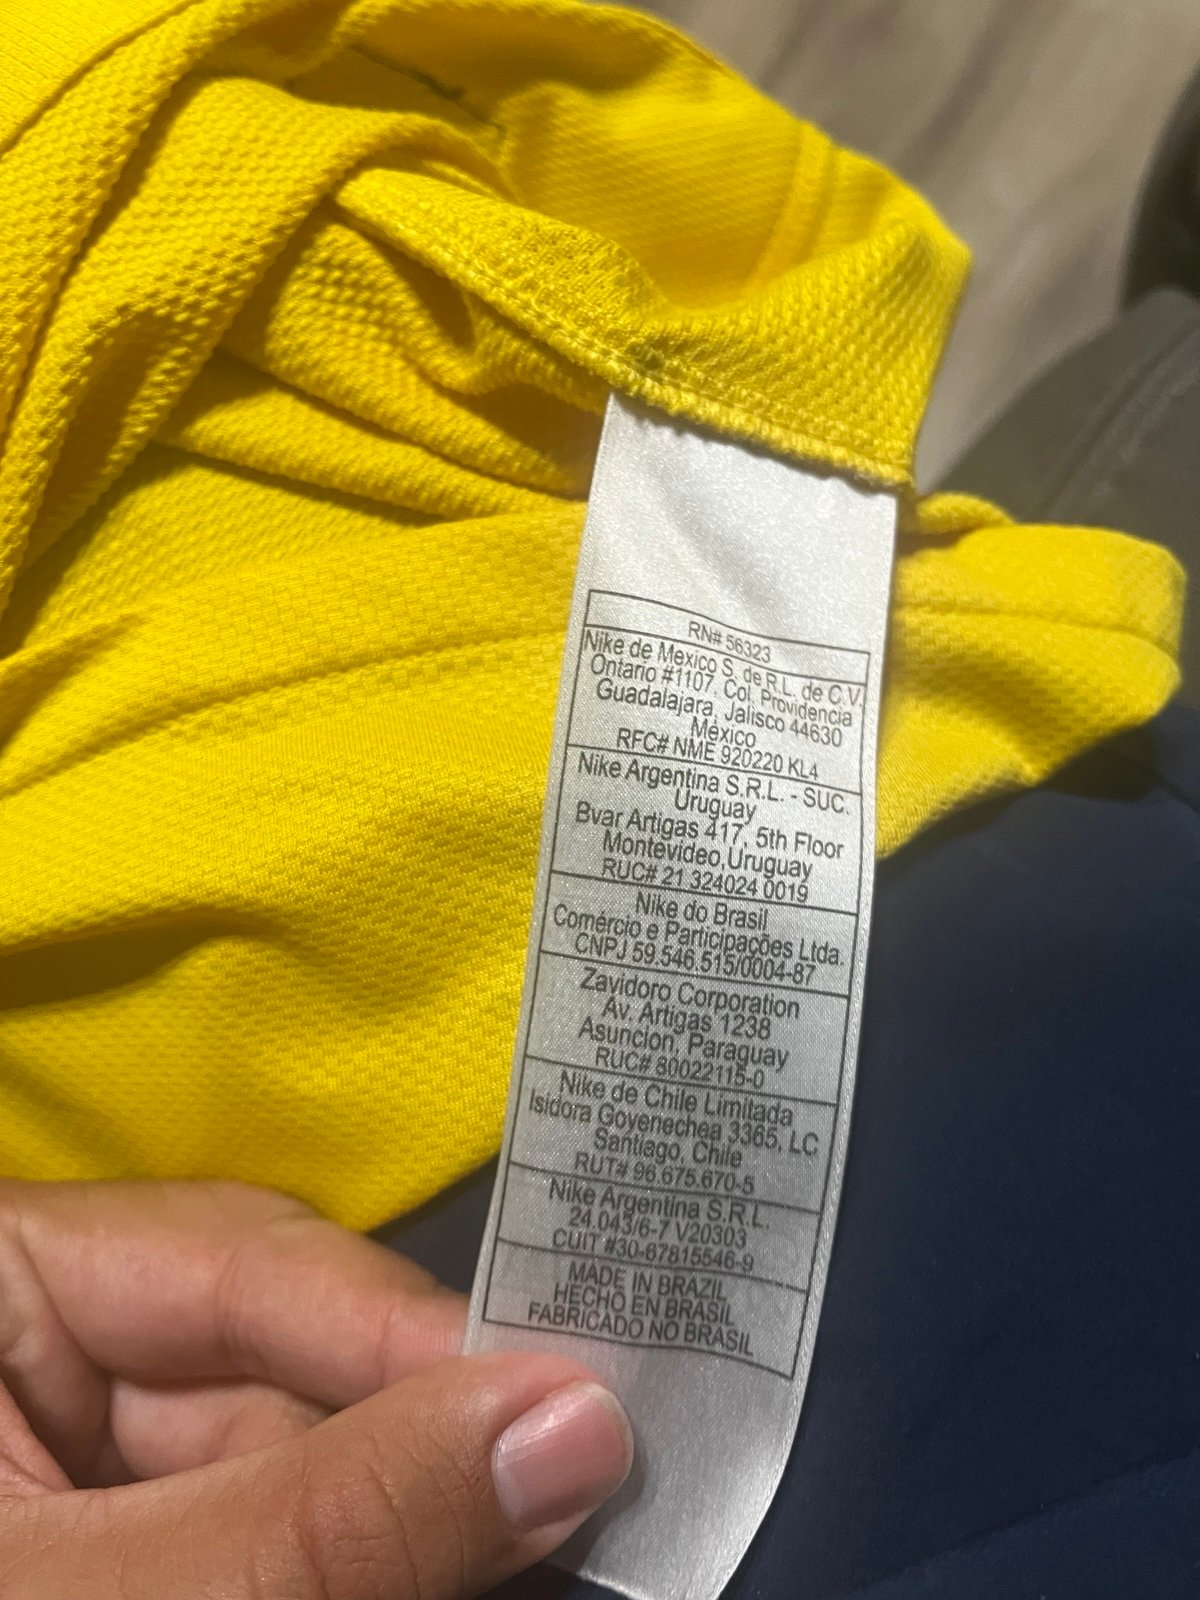 RN# 56323
Nike de Mexico S. de R.L. de C.V.
Ontario #1107, Col. Providencia
Guadalajara, Jalisco 44630
México
RFC# NME 920220 KL4
Nike Argentina S.R.L. - SUC.
Uruguay
Bvar Artigas 417, 5th Floor
Montevideo,Uruguay
RUC# 21 324024 0019
Nike do Brasil
Comércio e Participações Ltda.
CNPJ 59.546.515/0004-87
Zavidoro Corporation
Av. Artigas 1238
Asuncion, Paraguay
RUC# 80022115-0
Nike de Chile Limitada
Isidora Goyenechea 3365, LC
Santiago, Chile
RUT# 96.675.670-5
Nike Argentina S.R.L.
24.043/6-7 V20303
CUIT #30-67815546-9
MADE IN BRAZIL
HECHO EN BRASIL
FABRICADO NO BRASIL